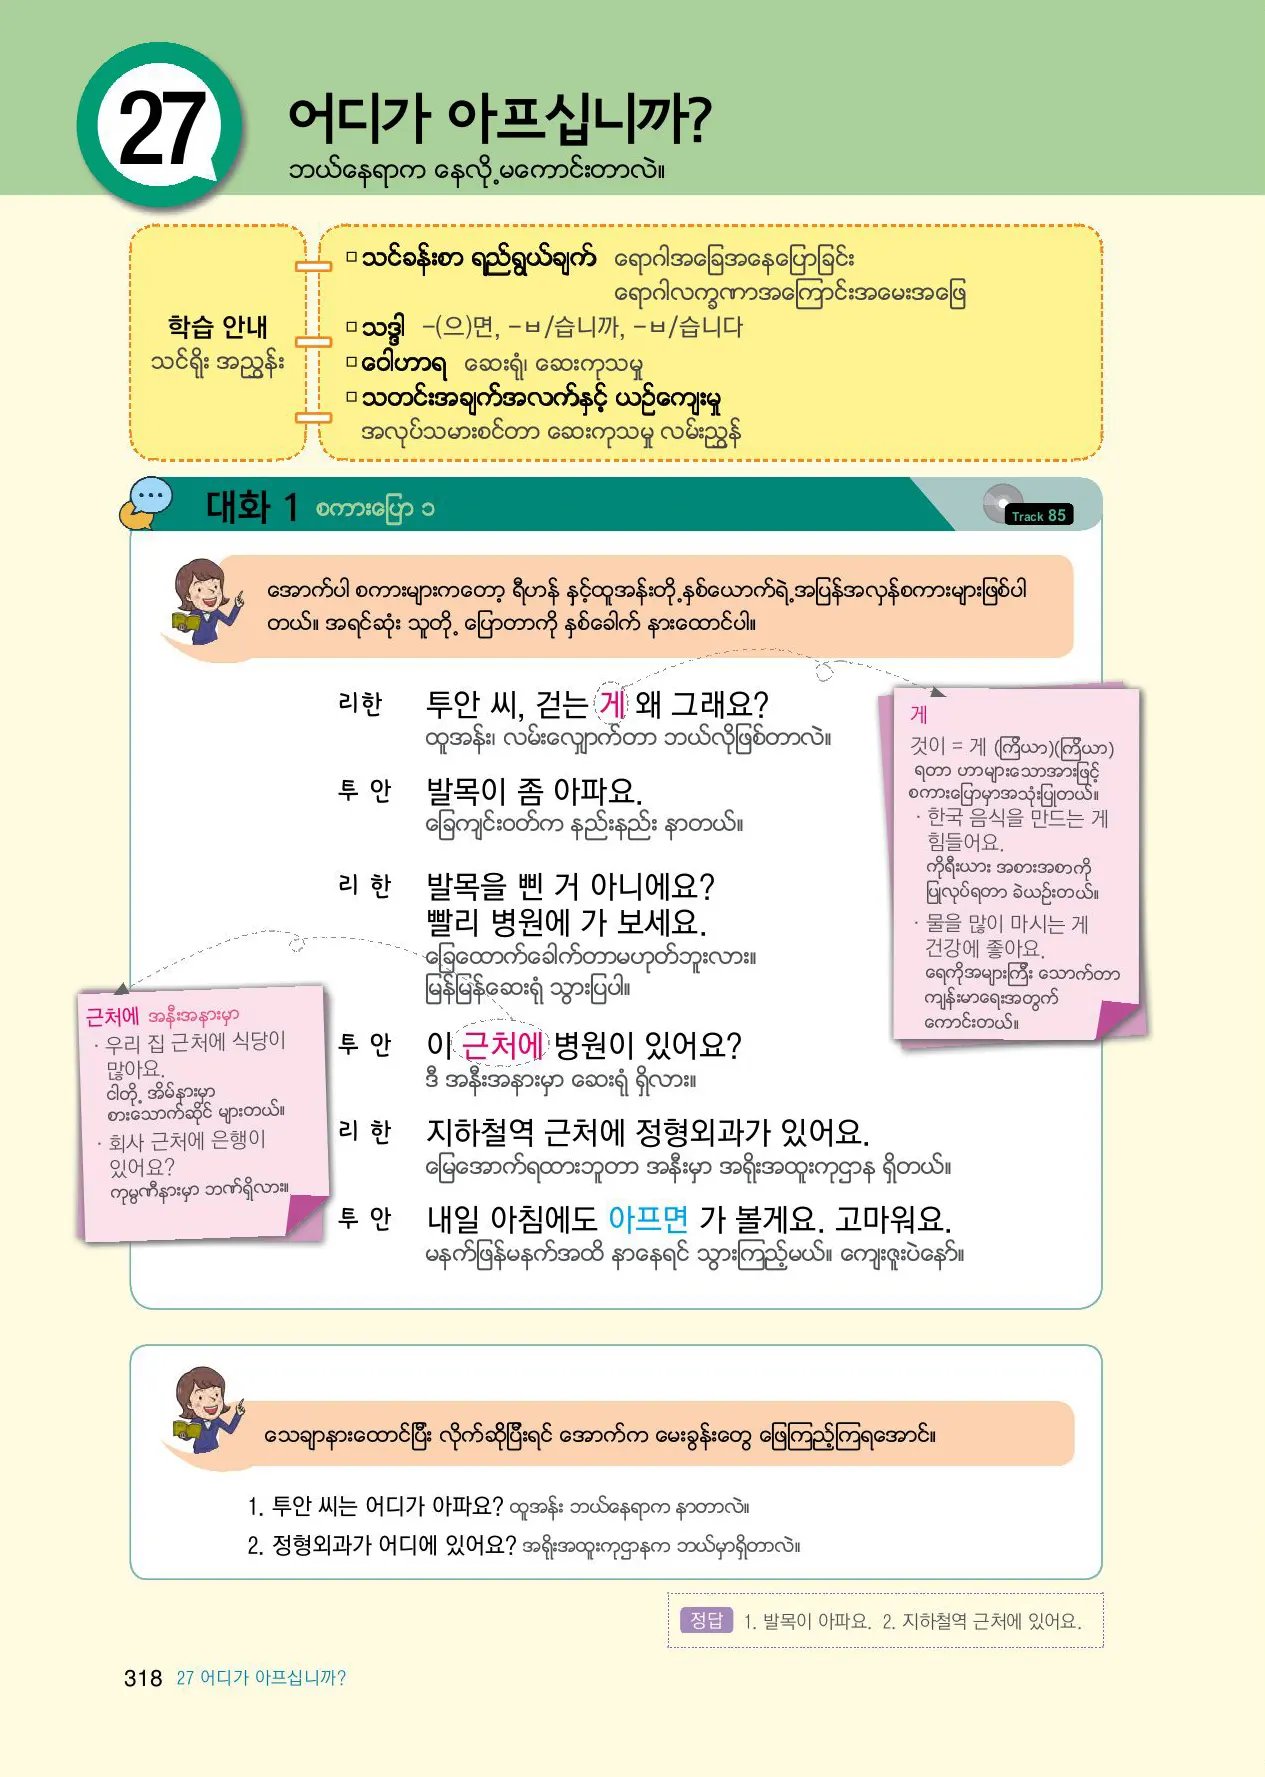 27
어디가 아프십니까?
ဘယ်နေရာက နေလို့မကောင်းတာလဲ။
학습 안내
သင်ရိုး အညွှန်း
□ သင်ခန်းစာ ရည်ရွယ်ချက် ရောဂါအခြေအနေပြောခြင်း
ရောဂါလက္ခဏာအကြောင်းအမေးအဖြေ
□ သဒ္ဒါ -(으)면, -ㅂ/습니까, -ㅂ/습니다
□ ဝေါဟာရ ဆေးရုံ၊ ဆေးကုသမှု
□ သတင်းအချက်အလက်နှင့် ယဉ်ကျေးမှု
အလုပ်သမားစင်တာ ဆေးကုသမှု လမ်းညွှန်
대화 1 စကားပြော ၁
Track 85
အောက်ပါ စကားများကတော့ ရီဟန် နှင့်ထူအန်းတို့နှစ်ယောက်ရဲ့အပြန်အလှန်စကားများဖြစ်ပါ
တယ်။ အရင်ဆုံး သူတို့ ပြောတာကို နှစ်ခေါက် နားထောင်ပါ။
리한 투안 씨, 걷는 게 왜 그래요?
ထူအန်း၊ လမ်းလျှောက်တာ ဘယ်လိုဖြစ်တာလဲ။
투 안 발목이 좀 아파요.
ခြေကျင်းဝတ်က နည်းနည်း နာတယ်။
리 한 발목을 삔 거 아니에요?
빨리 병원에 가 보세요.
ခြေထောက်ခေါက်တာမဟုတ်ဘူးလား။
မြန်မြန်ဆေးရုံ သွားပြပါ။
투 안 이 근처에 병원이 있어요?
ဒီ အနီးအနားမှာ ဆေးရုံ ရှိလား။
리 한 지하철역 근처에 정형외과가 있어요.
မြေအောက်ရထားဘူတာ အနီးမှာ အရိုးအထူးကုဌာန ရှိတယ်။
투 안 내일 아침에도 아프면 가 볼게요. 고마워요.
မနက်ဖြန်မနက်အထိ နာနေရင် သွားကြည့်မယ်။ ကျေးဇူးပဲနော်။
게
것이 = 게 (ကြိယာ)(ကြိယာ)
ရတာ ဟာများသောအားဖြင့်
စကားပြောမှာအသုံးပြုတယ်။
· 한국 음식을 만드는 게
힘들어요.
ကိုရီးယား အစားအစာကို
ပြုလုပ်ရတာ ခဲယဉ်းတယ်။
· 물을 많이 마시는 게
건강에 좋아요.
ရေကိုအများကြီး သောက်တာ
ကျန်းမာရေးအတွက်
ကောင်းတယ်။
근처에 အနီးအနားမှာ
· 우리 집 근처에 식당이
많아요.
ငါတို့ အိမ်နားမှာ
စားသောက်ဆိုင် များတယ်။
· 회사 근처에 은행이
있어요?
ကုမ္ပဏီနားမှာ ဘဏ်ရှိလား။
သေချာနားထောင်ပြီး လိုက်ဆိုပြီးရင် အောက်က မေးခွန်းတွေ ဖြေကြည့်ကြရအောင်။
1. 투안 씨는 어디가 아파요? ထူအန်း ဘယ်နေရာက နာတာလဲ။
2. 정형외과가 어디에 있어요? အရိုးအထူးကုဌာနက ဘယ်မှာရှိတာလဲ။
정답 1. 발목이 아파요. 2. 지하철역 근처에 있어요.
318 27 어디가 아프십니까?